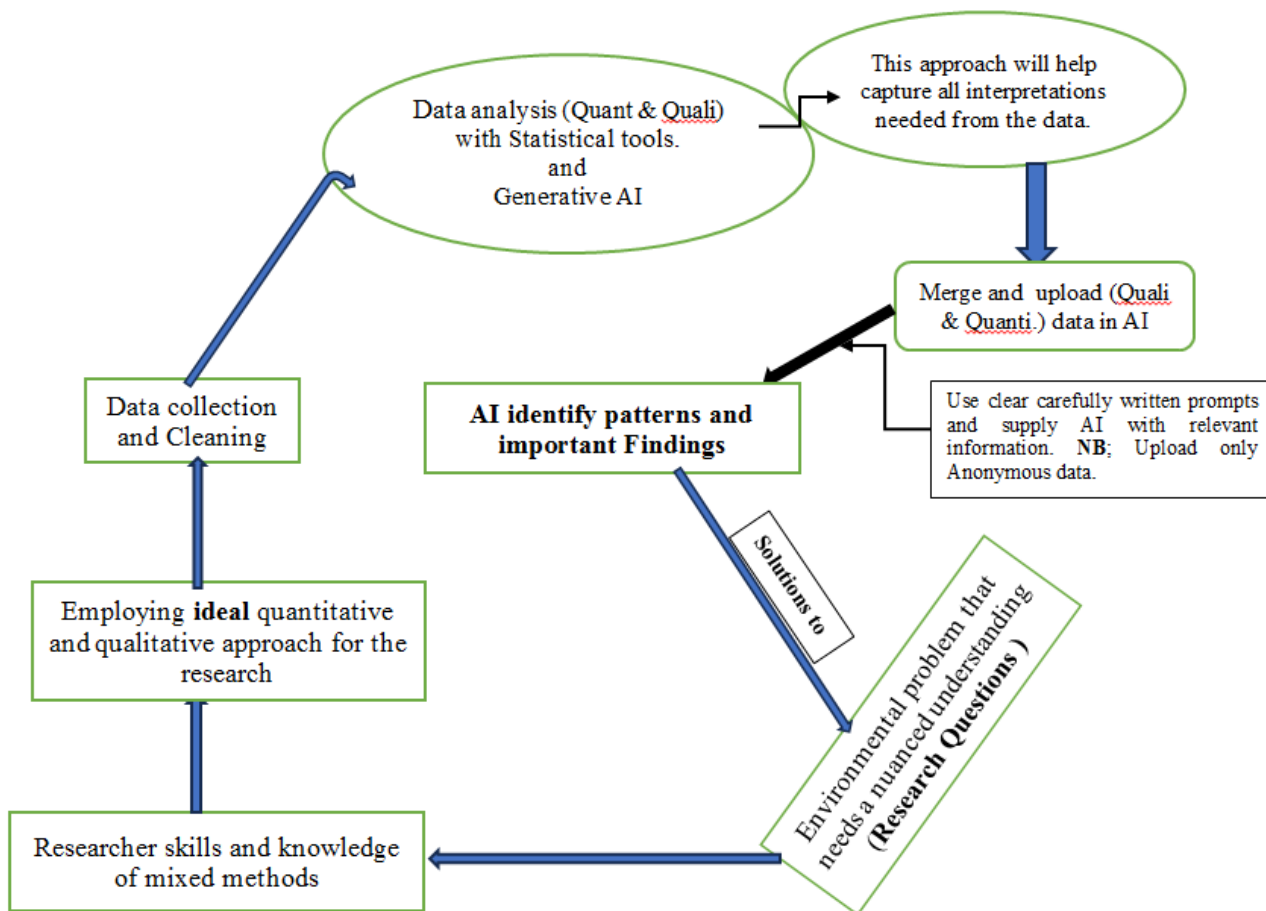 Data analysis (Quant & Quali)
with Statistical tools.
and
Generative AI
This approach will help
capture all interpretations
needed from the data.
Merge and upload (Quali
& Quanti.) data in AI
Use clear carefully written prompts
and supply AI with relevant
information. NB; Upload only
Anonymous data.
AI identify patterns and
important Findings
Solutions to
Environmental problem that
needs a nuanced understanding
(Research Questions )
Researcher skills and knowledge
of mixed methods
Employing ideal quantitative
and qualitative approach for the
research
Data collection
and Cleaning